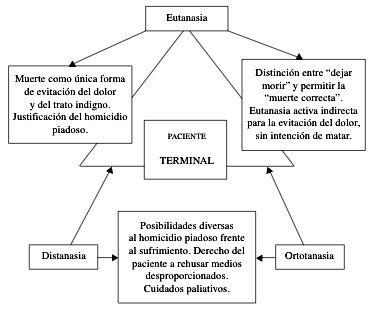 Eutanasia
Muerte como única forma
de evitación del dolor
y del trato indigno.
Justificación del homicidio
piadoso.
Distinción entre “dejar
morir” y permitir la
“muerte correcta”.
Eutanasia activa indirecta
para la evitación del dolor,
sin intención de matar.
PACIENTE
TERMINAL
Distanasia
Posibilidades diversas
al homicidio piadoso frente
al sufrimiento. Derecho del
paciente a rehusar medios
desproporcionados.
Cuidados paliativos.
Ortotanasia